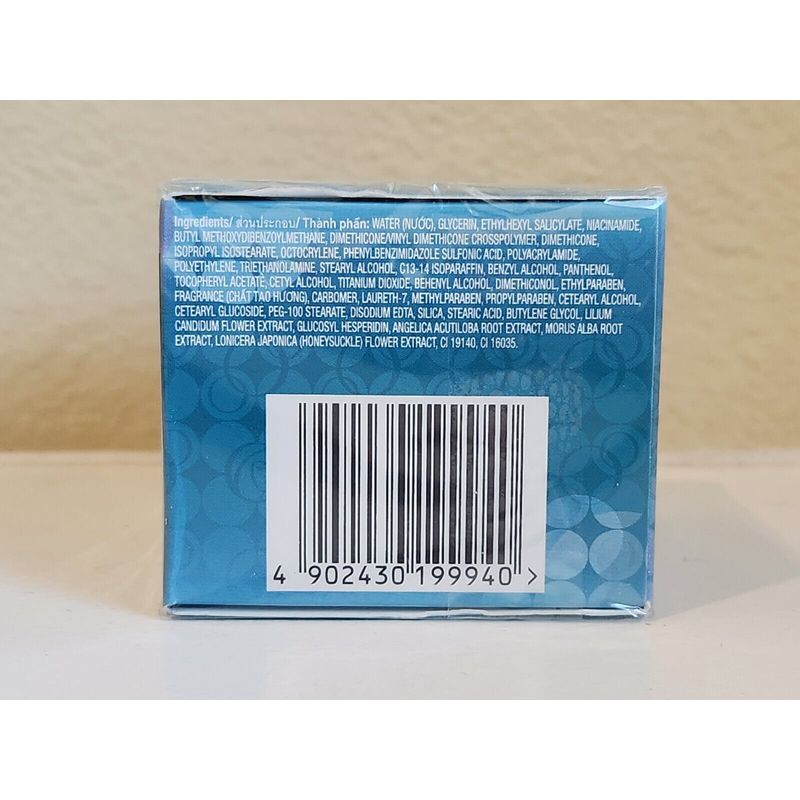 Ingredients/ ส่วนประกอบ/ Thành phần: WATER (NƯỚC), GLYCERIN, ETHYLHEXYL SALICYLATE, NIACINAMIDE,
BUTYL METHOXYDIBENZOYLMETHANE, DIMETHICONE/VINYL DIMETHICONE CROSSPOLYMER, DIMETHICONE,
ISOPROPYL ISOSTEARATE, OCTOCRYLENE, PHENYLBENZIMIDAZOLE SULFONIC ACID, POLYACRYLAMIDE,
POLYETHYLENE, TRIETHANOLAMINE, STEARYL ALCOHOL, C13-14 ISOPARAFFIN, BENZYL ALCOHOL, PANTHENOL,
TOCOPHERYL ACETATE, CETYL ALCOHOL, TITANIUM DIOXIDE, BEHENYL ALCOHOL, DIMETHICONOL, ETHYLPARABEN,
FRAGRANCE (CHẤT TẠO HƯƠNG), CARBOMER, LAURETH-7, METHYLPARABEN, PROPYLPARABEN, CETEARYL ALCOHOL,
CETEARYL GLUCOSIDE, PEG-100 STEARATE, DISODIUM EDTA, SILICA, STEARIC ACID, BUTYLENE GLYCOL, LILIUM
CANDIDUM FLOWER EXTRACT, GLUCOSYL HESPERIDIN, ANGELICA ACUTILOBA ROOT EXTRACT, MORUS ALBA ROOT
EXTRACT, LONICERA JAPONICA (HONEYSUCKLE) FLOWER EXTRACT, CI 19140, CI 16035.
4 902430 199940 >